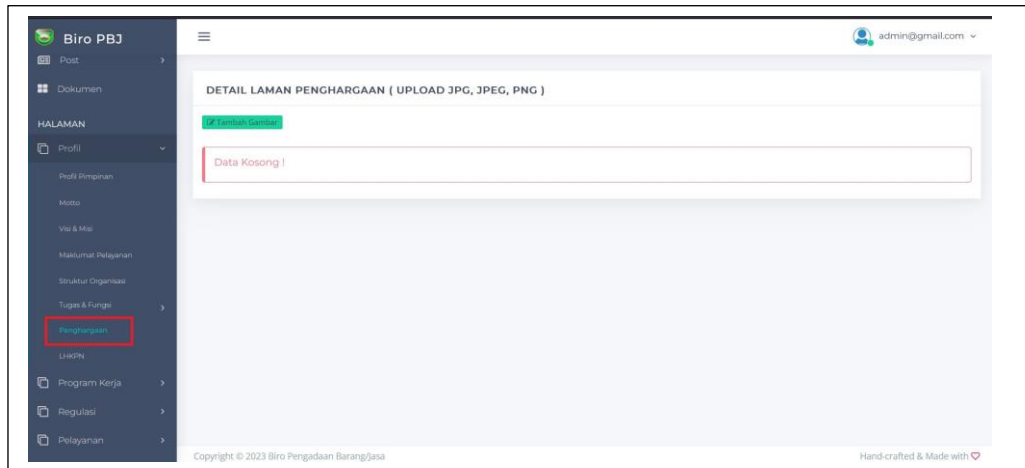 Biro PBJ
admin@gmail.com
Post
Dokumen
HALAMAN
Profil
Profil Pimpinan
Motto
Visi & Misi
Maklumat Pelayanan
Struktur Organisasi
Tugas & Fungsi
Penghargaan
LHKPN
Program Kerja
Regulasi
Pelayanan
DETAIL LAMAN PENGHARGAAN ( UPLOAD JPG, JPEG, PNG )
Tambah Gambar
Data Kosong !
Copyright © 2023 Biro Pengadaan Barang/Jasa
Hand-crafted & Made with